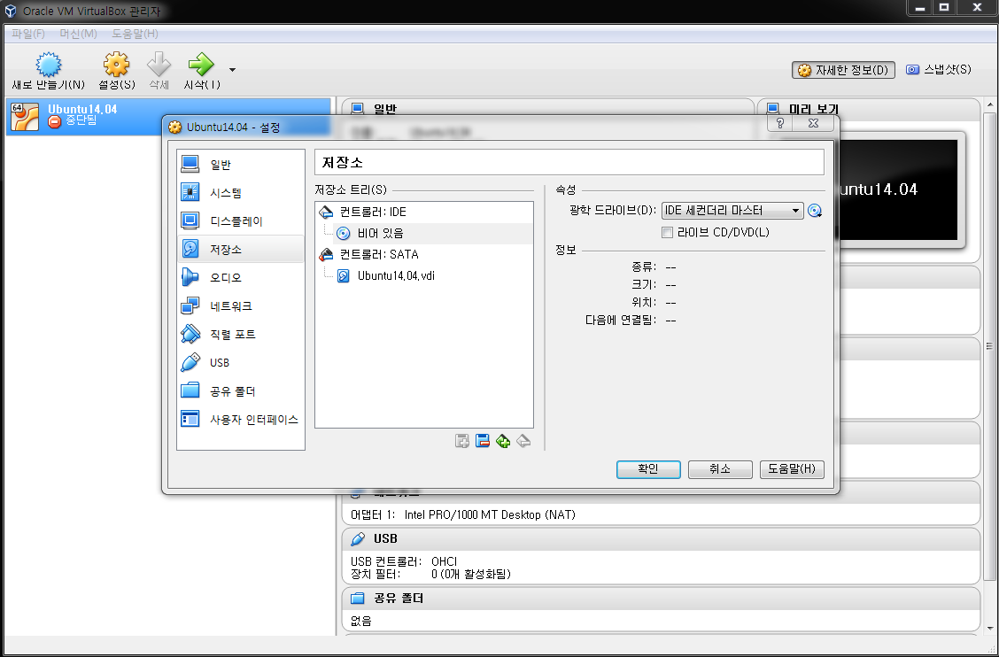 Oracle VM VirtualBox 관리자
파일(F) 머신(M) 도움말(H)
새로 만들기(N) 설정(S) 삭제 시작(T)
자세한 정보(D) 스냅샷(S)
64 Ubuntu14.04
중단됨
일반
미리 보기
Ubuntu14.04 - 설정
일반
시스템
디스플레이
저장소
오디오
네트워크
직렬 포트
USB
공유 폴더
사용자 인터페이스
저장소
저장소 트리(S)
컨트롤러: IDE
비어 있음
컨트롤러: SATA
Ubuntu14.04.vdi
속성
광학 드라이브(D): IDE 세컨더리 마스터
라이브 CD/DVD(L)
정보
종류: --
크기: --
위치: --
다음에 연결됨: --
확인 취소 도움말(H)
untu14.04
어댑터 1: Intel PRO/1000 MT Desktop (NAT)
USB
USB 컨트롤러: OHCI
장치 필터: 0 (0개 활성화됨)
공유 폴더
없음